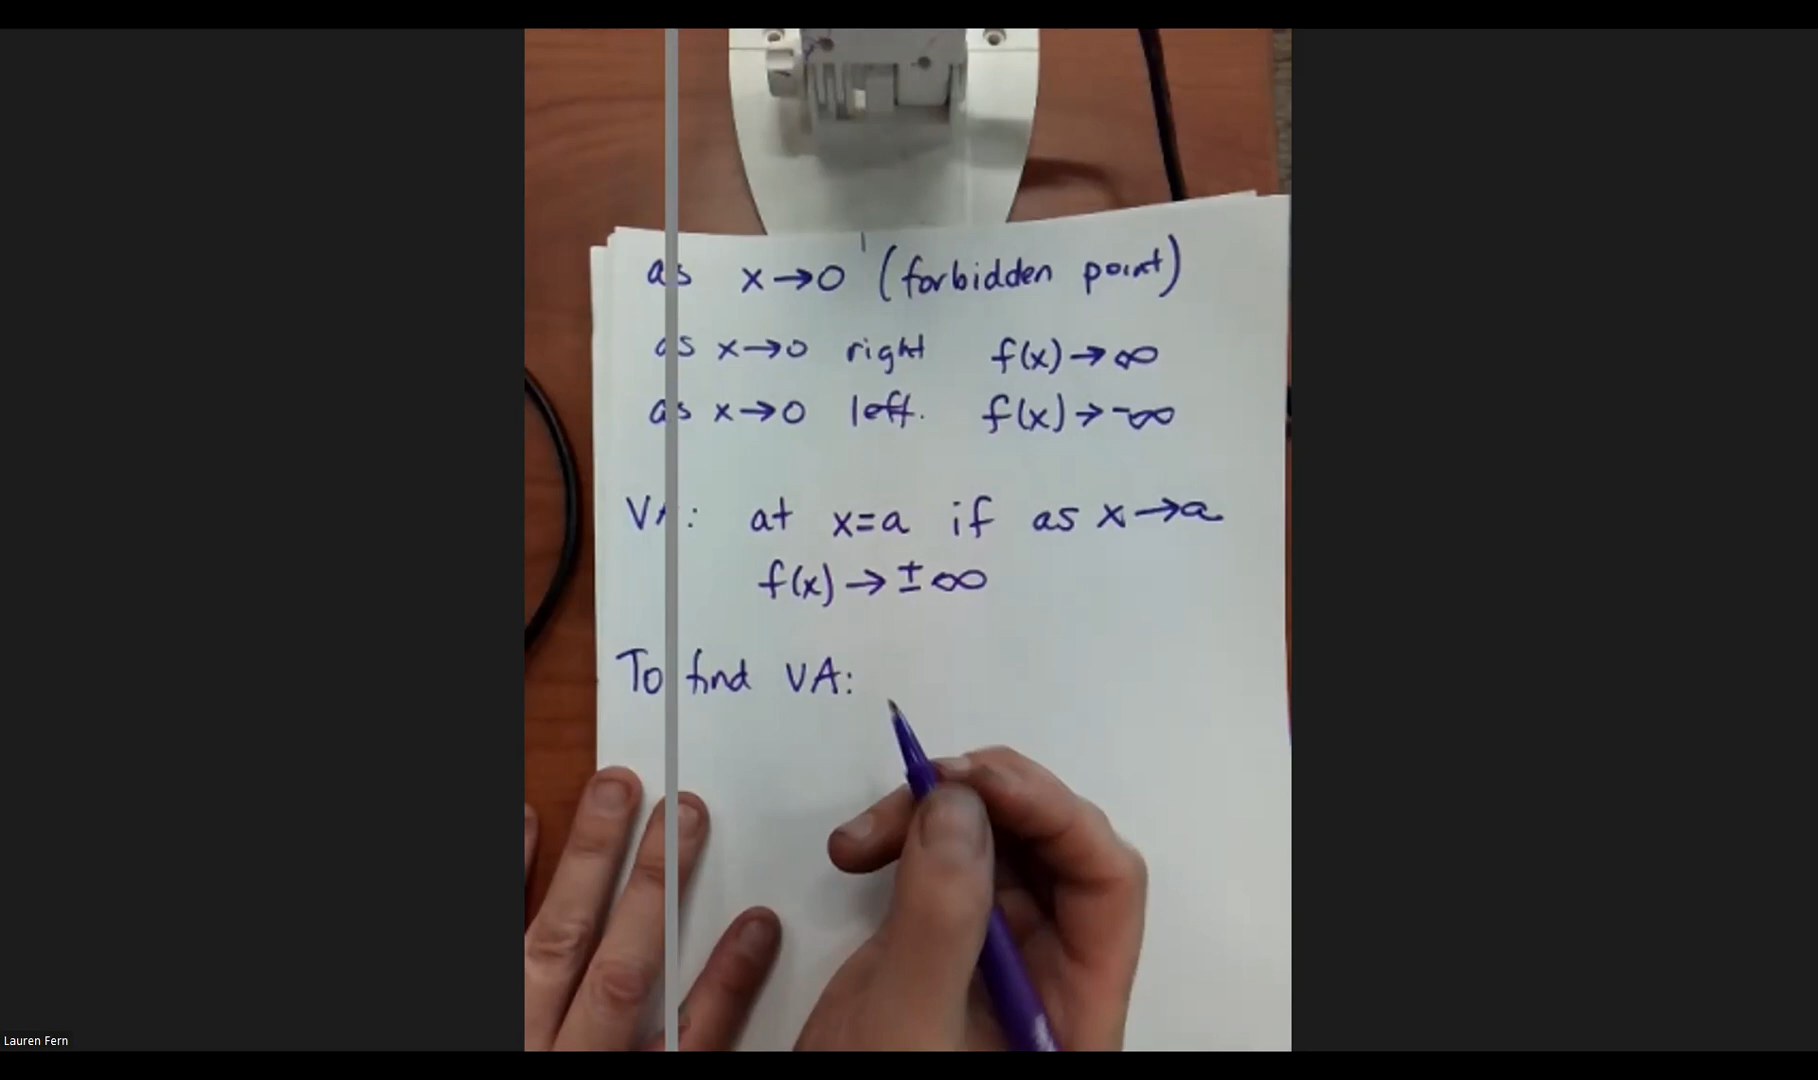 as x→0 (forbidden point)
as x→0 right f(x)→∞
as x→0 left. f(x)→-∞
VA: at x=a if as x→a
f(x)→±∞
To find VA:
Lauren Fern